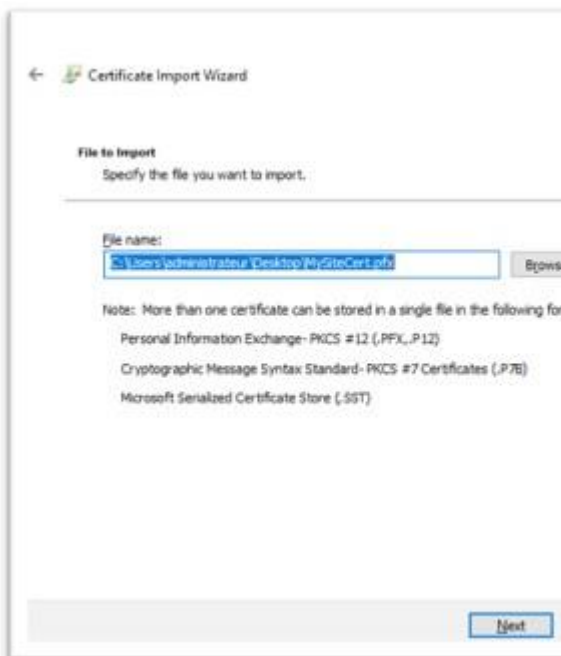 Certificate Import Wizard
File to Import
Specify the file you want to import.
File name:
C:\Users\administrateur\Desktop\MySiteCert.pfx
Brows
Note: More than one certificate can be stored in a single file in the following for
Personal Information Exchange- PKCS #12 (.PFX,.P12)
Cryptographic Message Syntax Standard- PKCS #7 Certificates (.P7B)
Microsoft Serialized Certificate Store (.SST)
Next